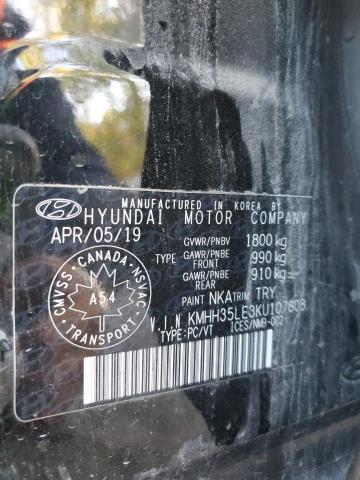 MANUFACTURED IN KOREA BY
HYUNDAI MOTOR COMPANY
APR/05/19
GVWR/PNBV 1800 kg
TYPE GAWR/PNBE FRONT 990 kg
GAWR/PNBE REAR 910 kg
PAINT NKA TRIM TRY
V.I.N KMHH35LE3KU107808
TYPE:PC/VT ICES/NMB-002
CMVSS · CANADA · NSVAC
A54
TRANSPORT